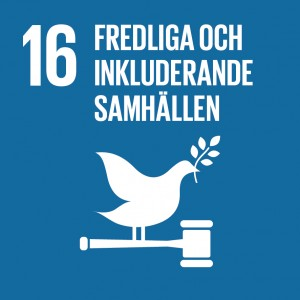 16 FREDLIGA OCH
INKLUDERANDE
SAMHÄLLEN